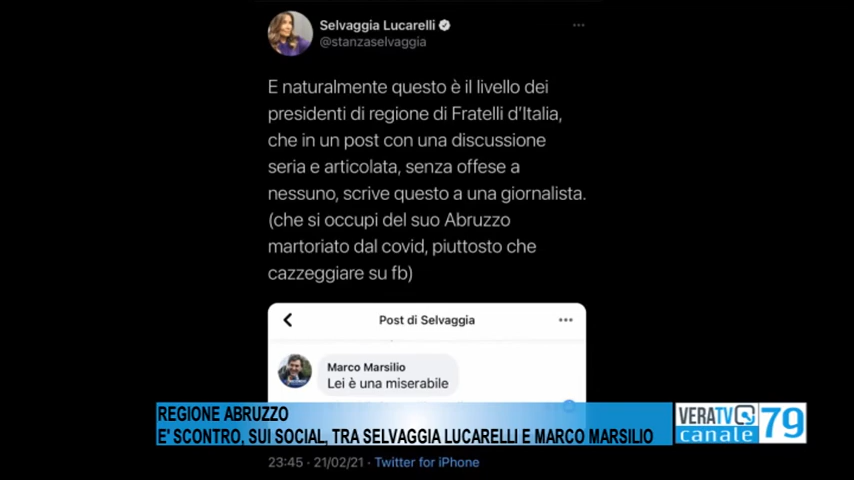 Selvaggia Lucarelli
@stanzaselvaggia
E naturalmente questo è il livello dei
presidenti di regione di Fratelli d'Italia,
che in un post con una discussione
seria e articolata, senza offese a
nessuno, scrive questo a una giornalista.
(che si occupi del suo Abruzzo
martoriato dal covid, piuttosto che
cazzeggiare su fb)
Post di Selvaggia
Marco Marsilio
Lei è una miserabile
REGIONE ABRUZZO
E' SCONTRO, SUI SOCIAL, TRA SELVAGGIA LUCARELLI E MARCO MARSILIO
VERATV
canale 79
23:45 · 21/02/21 · Twitter for iPhone